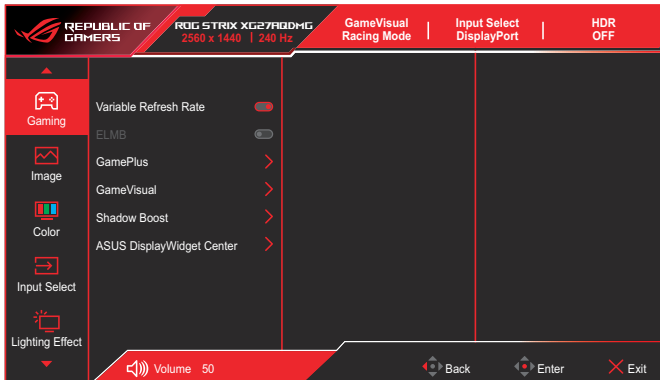 REPUBLIC OF
GAMERS
ROG STRIX XG27AQDMG
2560 x 1440 | 240 Hz
GameVisual
Racing Mode
Input Select
DisplayPort
HDR
OFF
Gaming
Image
Color
Input Select
Lighting Effect
Variable Refresh Rate
ELMB
GamePlus
GameVisual
Shadow Boost
ASUS DisplayWidget Center
Volume 50
Back
Enter
Exit